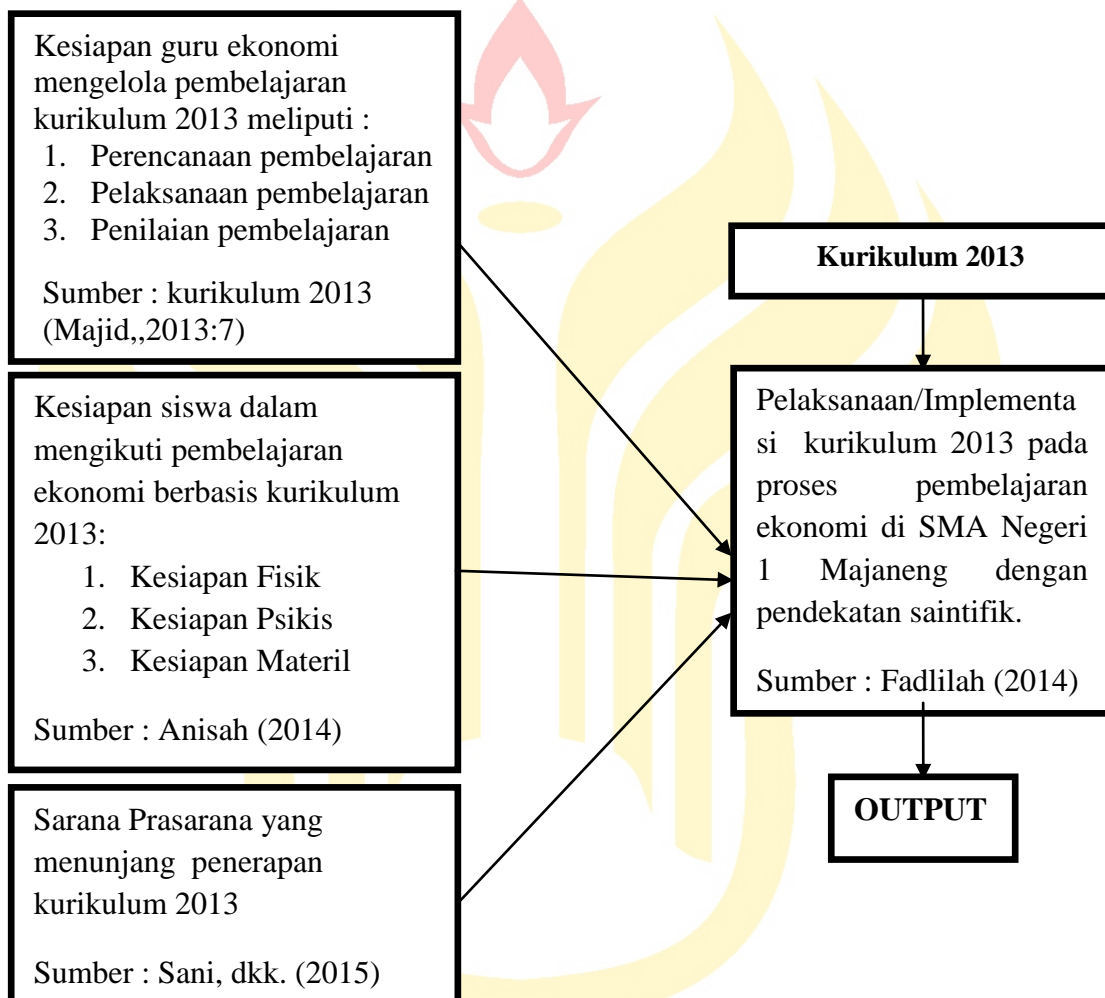 Kesiapan guru ekonomi
mengelola pembelajaran
kurikulum 2013 meliputi :
1. Perencanaan pembelajaran
2. Pelaksanaan pembelajaran
3. Penilaian pembelajaran
Sumber : kurikulum 2013
(Majid,,2013:7)
Kesiapan siswa dalam
mengikuti pembelajaran
ekonomi berbasis kurikulum
2013:
1. Kesiapan Fisik
2. Kesiapan Psikis
3. Kesiapan Materil
Sumber : Anisah (2014)
Sarana Prasarana yang
menunjang penerapan
kurikulum 2013
Sumber : Sani, dkk. (2015)
Kurikulum 2013
Pelaksanaan/Implementa
si kurikulum 2013 pada
proses pembelajaran
ekonomi di SMA Negeri
1 Majaneng dengan
pendekatan saintifik.
Sumber : Fadlilah (2014)
OUTPUT